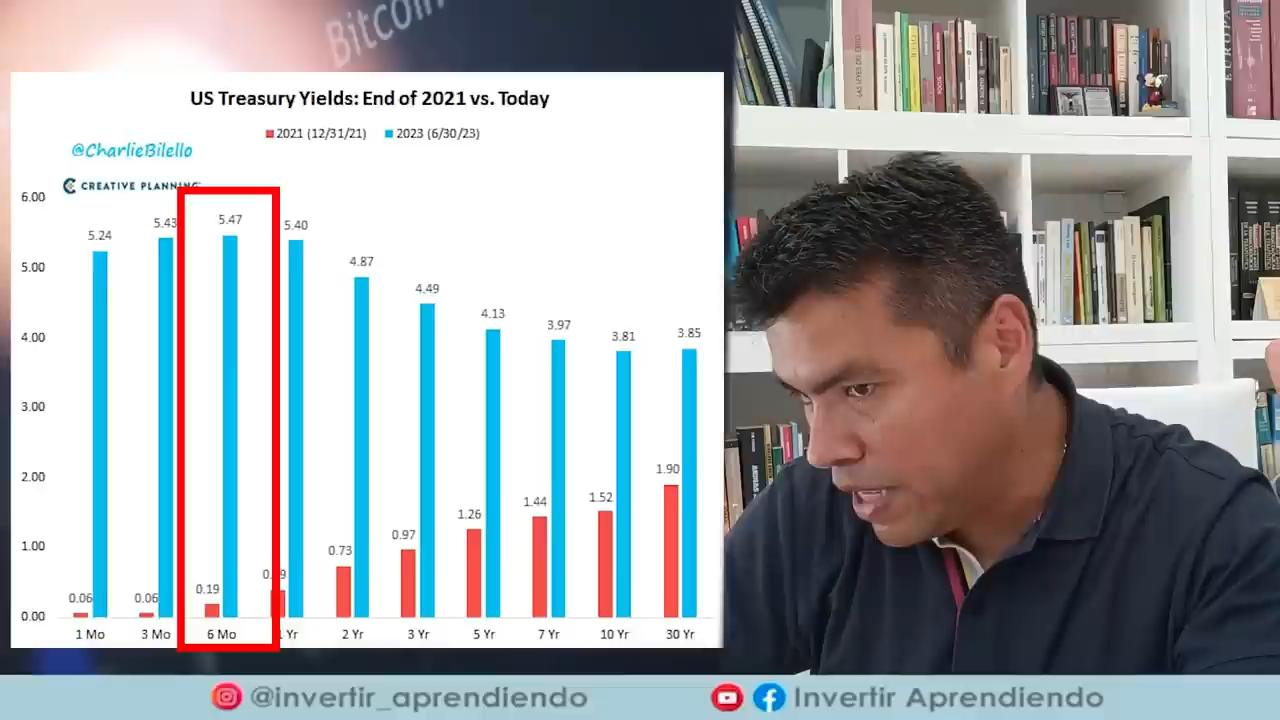 Bitcoin
US Treasury Yields: End of 2021 vs. Today
2021 (12/31/21) 2023 (6/30/23)
@CharlieBilello
CREATIVE PLANNING
6.00
5.00
4.00
3.00
2.00
1.00
0.00
5.24 5.43 5.47 5.40 4.87 4.49 4.13 3.97 3.81 3.85
0.06 0.06 0.19 0.73 0.97 1.26 1.44 1.52 1.90
1 Mo 3 Mo 6 Mo Yr 2 Yr 3 Yr 5 Yr 7 Yr 10 Yr 30 Yr
EUROPA
@invertir_aprendiendo
Invertir Aprendiendo